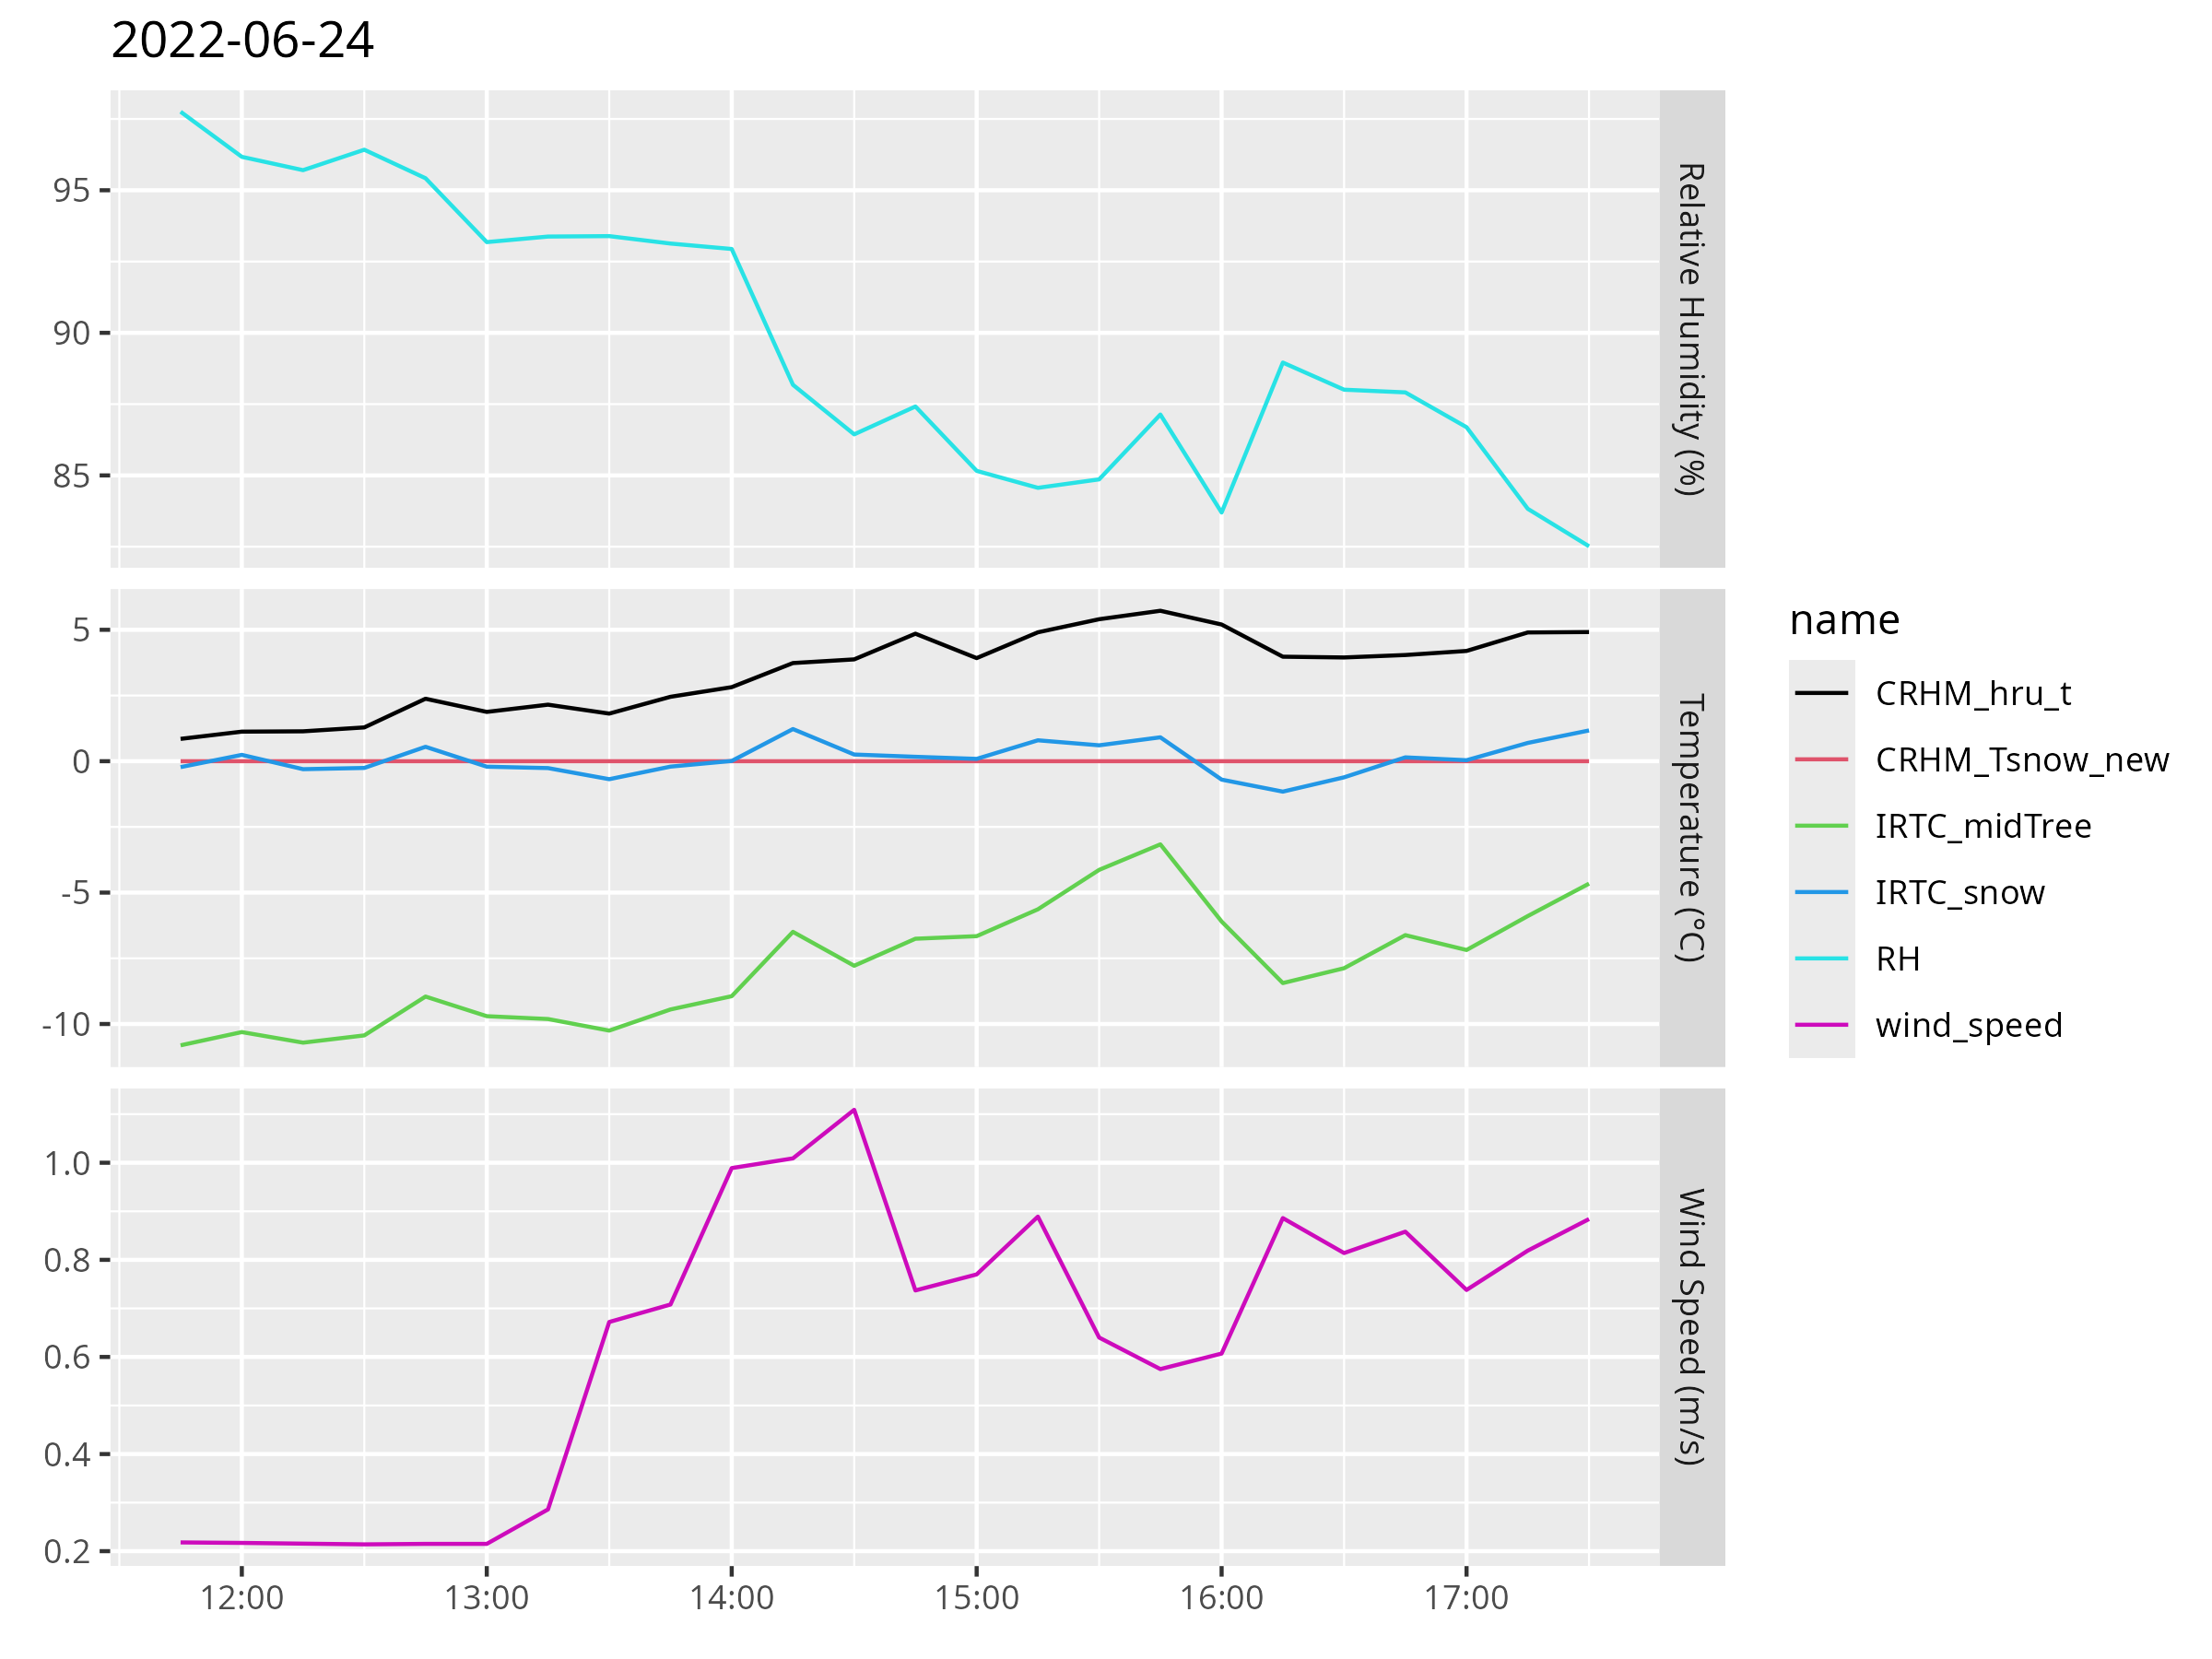 2022-06-24
95
90
85
Relative Humidity (%)
5
0
-5
-10
Temperature (°C)
1.0
0.8
0.6
0.4
0.2
Wind Speed (m/s)
12:00 13:00 14:00 15:00 16:00 17:00
name
CRHM_hru_t
CRHM_Tsnow_new
IRTC_midTree
IRTC_snow
RH
wind_speed